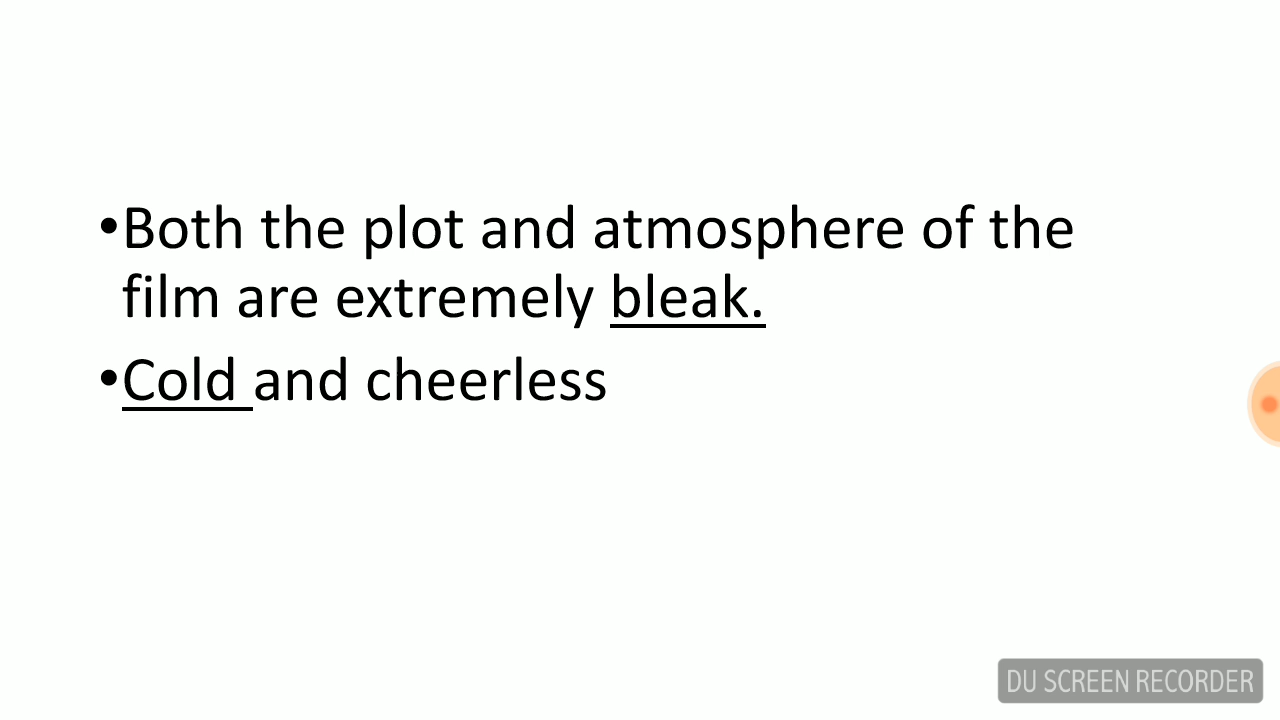 •Both the plot and atmosphere of the
film are extremely bleak.
•Cold and cheerless
DU SCREEN RECORDER